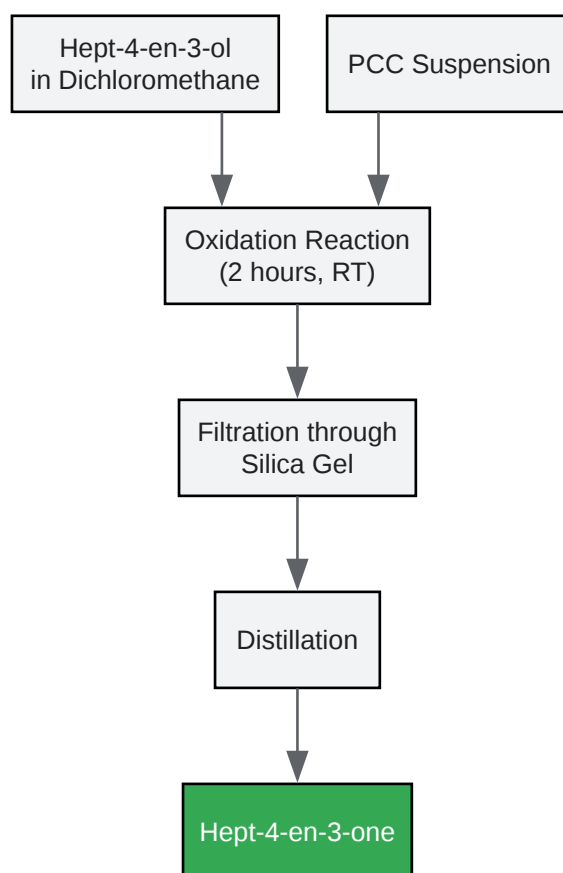 Hept-4-en-3-ol
in Dichloromethane
PCC Suspension
Oxidation Reaction
(2 hours, RT)
Filtration through
Silica Gel
Distillation
Hept-4-en-3-one